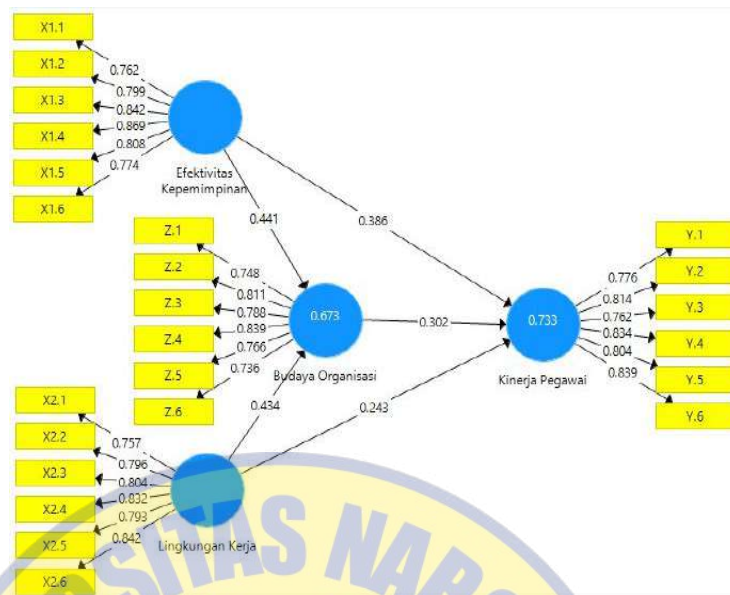 X1.1
X1.2
X1.3
X1.4
X1.5
X1.6
0.762
0.799
0.842
0.869
0.808
0.774
Efektivitas
Kepemimpinan
0.441
0.386
Z.1
Z.2
Z.3
Z.4
Z.5
Z.6
0.748
0.811
0.788
0.839
0.766
0.736
0.673
Budaya Organisasi
0.302
0.733
Kinerja Pegawai
Y.1
Y.2
Y.3
Y.4
Y.5
Y.6
0.776
0.814
0.762
0.834
0.804
0.839
0.434
0.243
X2.1
X2.2
X2.3
X2.4
X2.5
X2.6
0.757
0.796
0.804
0.832
0.793
0.842
Lingkungan Kerja